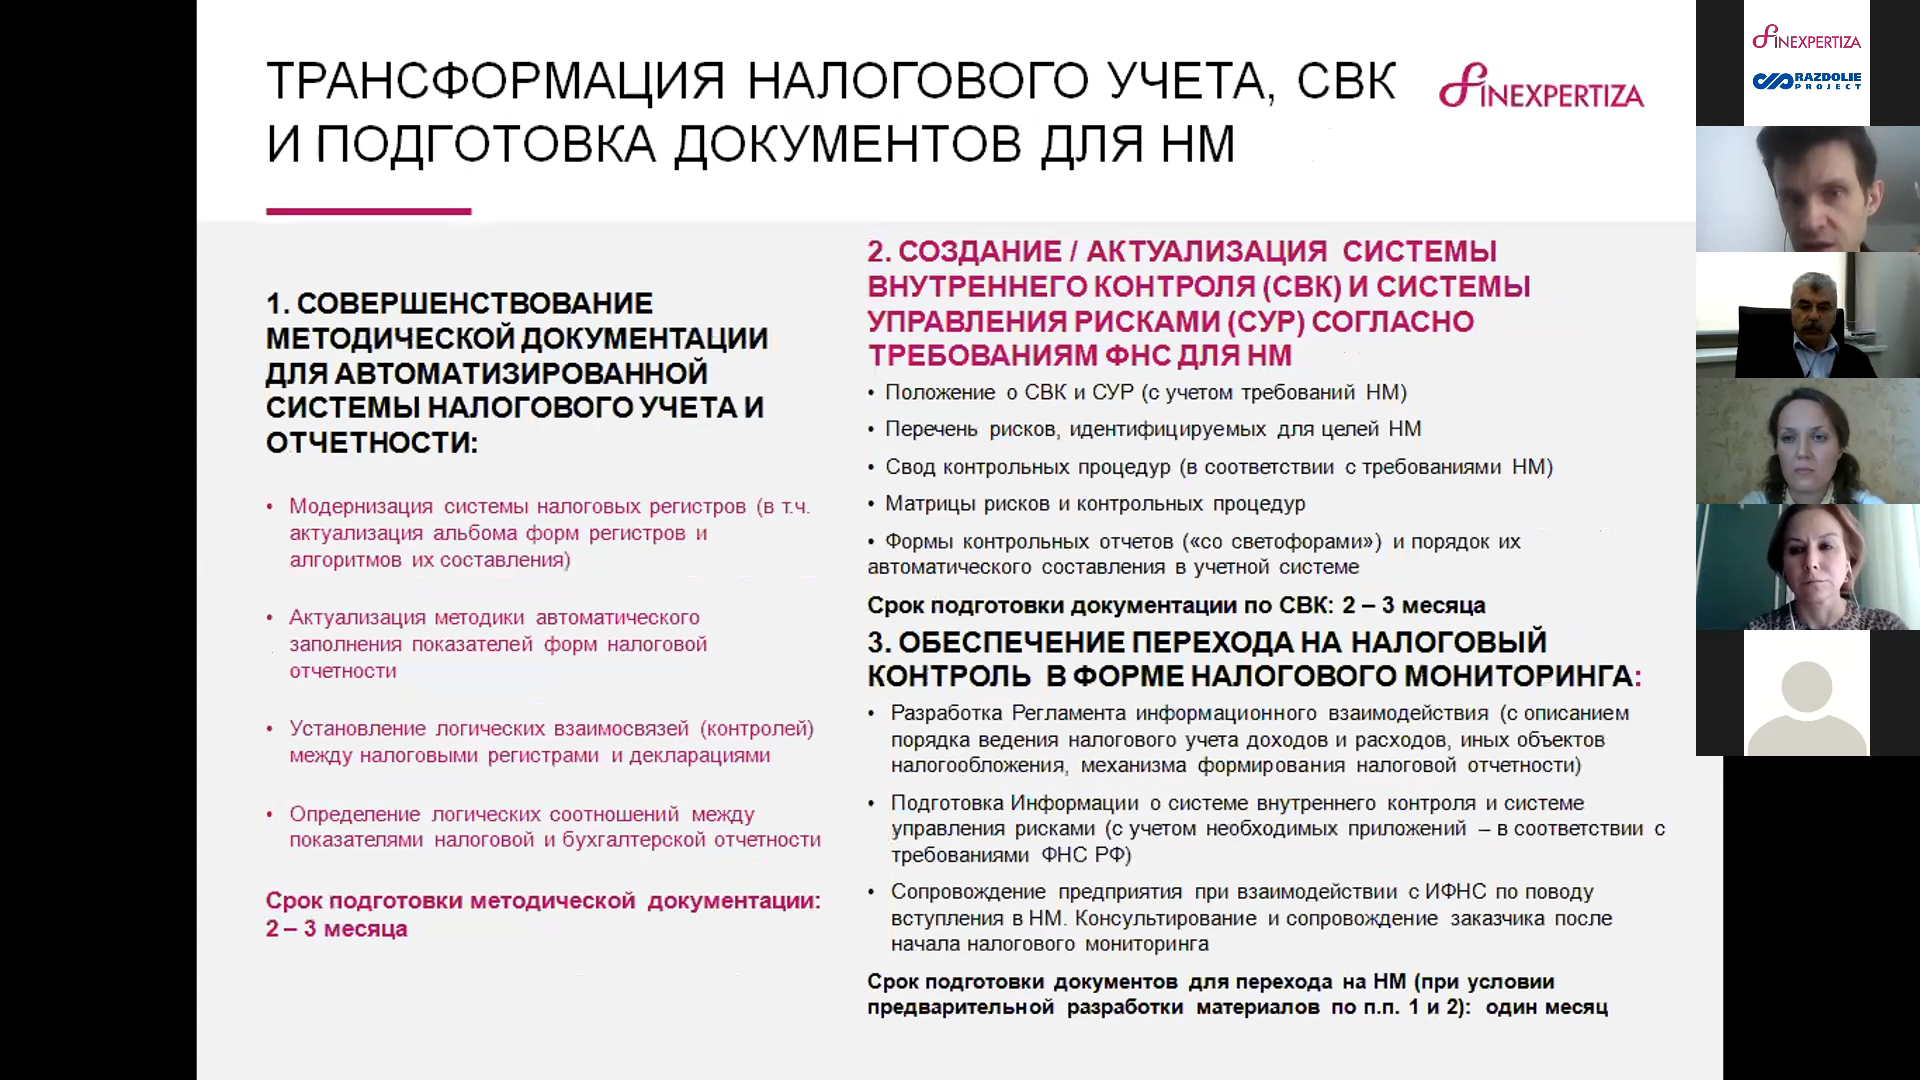 ТРАНСФОРМАЦИЯ НАЛОГОВОГО УЧЕТА, СВК
И ПОДГОТОВКА ДОКУМЕНТОВ ДЛЯ НМ
FINEXPERTIZA
1. СОВЕРШЕНСТВОВАНИЕ
МЕТОДИЧЕСКОЙ ДОКУМЕНТАЦИИ
ДЛЯ АВТОМАТИЗИРОВАННОЙ
СИСТЕМЫ НАЛОГОВОГО УЧЕТА И
ОТЧЕТНОСТИ:
• Модернизация системы налоговых регистров (в т.ч.
актуализация альбома форм регистров и
алгоритмов их составления)
• Актуализация методики автоматического
заполнения показателей форм налоговой
отчетности
• Установление логических взаимосвязей (контролей)
между налоговыми регистрами и декларациями
• Определение логических соотношений между
показателями налоговой и бухгалтерской отчетности
Срок подготовки методической документации:
2 – 3 месяца
2. СОЗДАНИЕ / АКТУАЛИЗАЦИЯ СИСТЕМЫ
ВНУТРЕННЕГО КОНТРОЛЯ (СВК) И СИСТЕМЫ
УПРАВЛЕНИЯ РИСКАМИ (СУР) СОГЛАСНО
ТРЕБОВАНИЯМ ФНС ДЛЯ НМ
• Положение о СВК и СУР (с учетом требований НМ)
• Перечень рисков, идентифицируемых для целей НМ
• Свод контрольных процедур (в соответствии с требованиями НМ)
• Матрицы рисков и контрольных процедур
• Формы контрольных отчетов («со светофорами») и порядок их
автоматического составления в учетной системе
Срок подготовки документации по СВК: 2 – 3 месяца
3. ОБЕСПЕЧЕНИЕ ПЕРЕХОДА НА НАЛОГОВЫЙ
КОНТРОЛЬ В ФОРМЕ НАЛОГОВОГО МОНИТОРИНГА:
• Разработка Регламента информационного взаимодействия (с описанием
порядка ведения налогового учета доходов и расходов, иных объектов
налогообложения, механизма формирования налоговой отчетности)
• Подготовка Информации о системе внутреннего контроля и системе
управления рисками (с учетом необходимых приложений – в соответствии с
требованиями ФНС РФ)
• Сопровождение предприятия при взаимодействии с ИФНС по поводу
вступления в НМ. Консультирование и сопровождение заказчика после
начала налогового мониторинга
Срок подготовки документов для перехода на НМ (при условии
предварительной разработки материалов по п.п. 1 и 2): один месяц
FINEXPERTIZA
RAZDOLIE
PROJECT